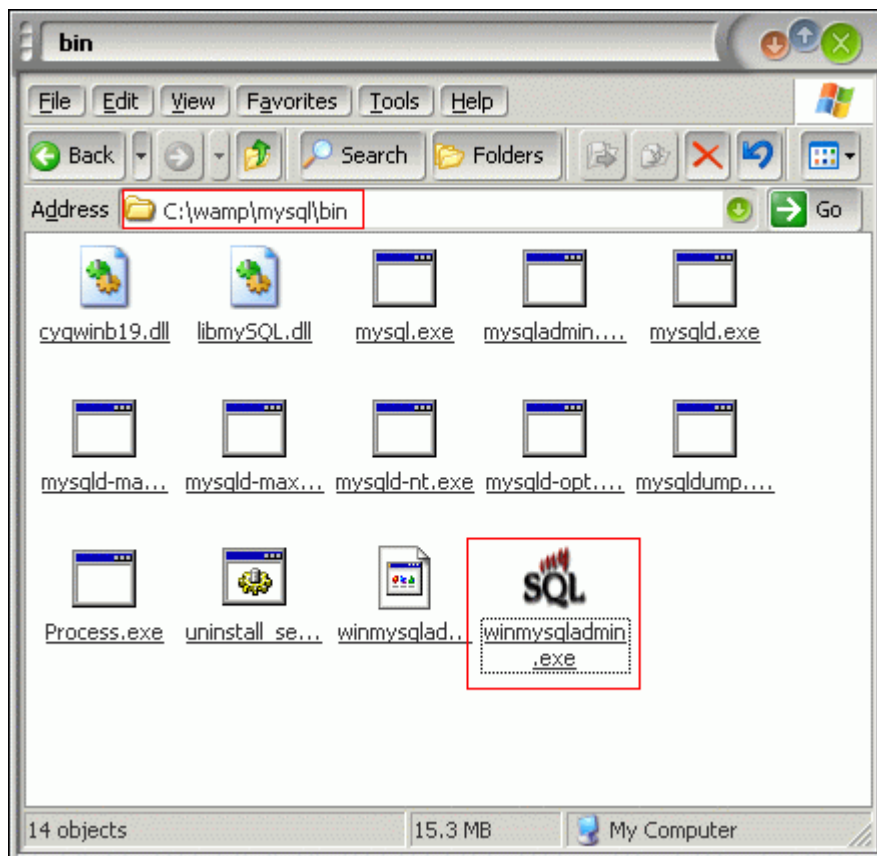 bin
File Edit View Favorites Tools Help
Back Search Folders
Address C:\wamp\mysql\bin Go
cygwinb19.dll libmySQL.dll mysql.exe mysqladmin.... mysqld.exe
mysqld-ma... mysqld-max... mysqld-nt.exe mysqld-opt.... mysqldump....
my
SQL
Process.exe uninstall_se... winmysqlad... winmysqladmin
.exe
14 objects 15.3 MB My Computer